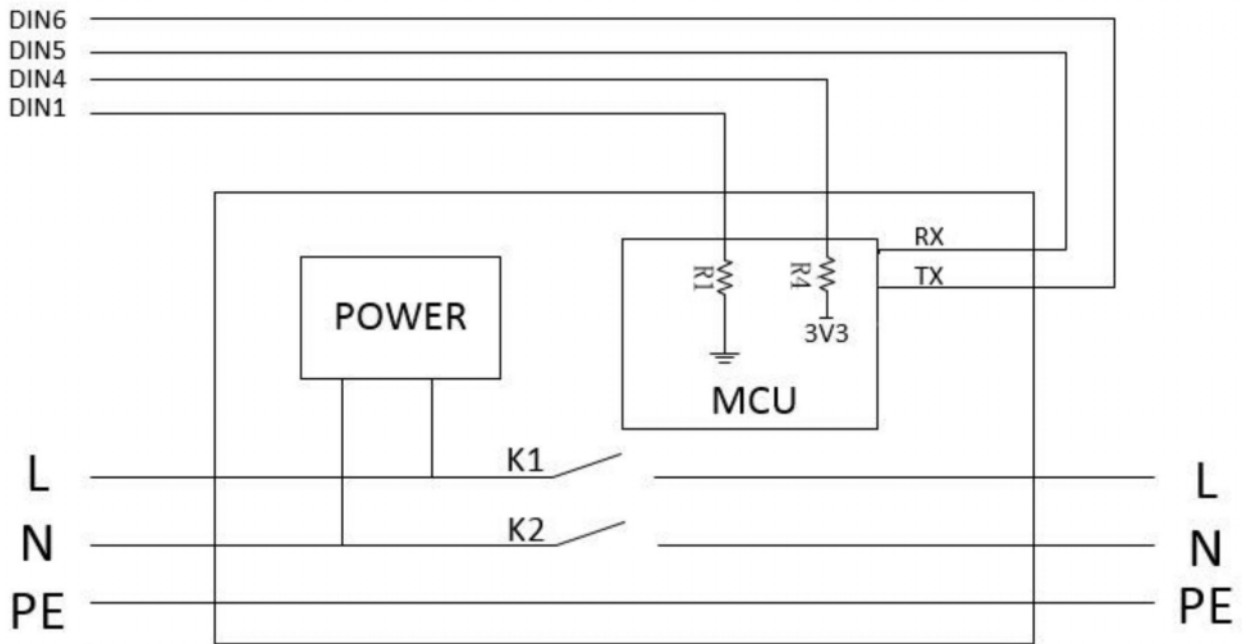 DIN6
DIN5
DIN4
DIN1
RX
TX
R1
R4
3V3
POWER
MCU
L
K1
L
N
K2
N
PE
PE